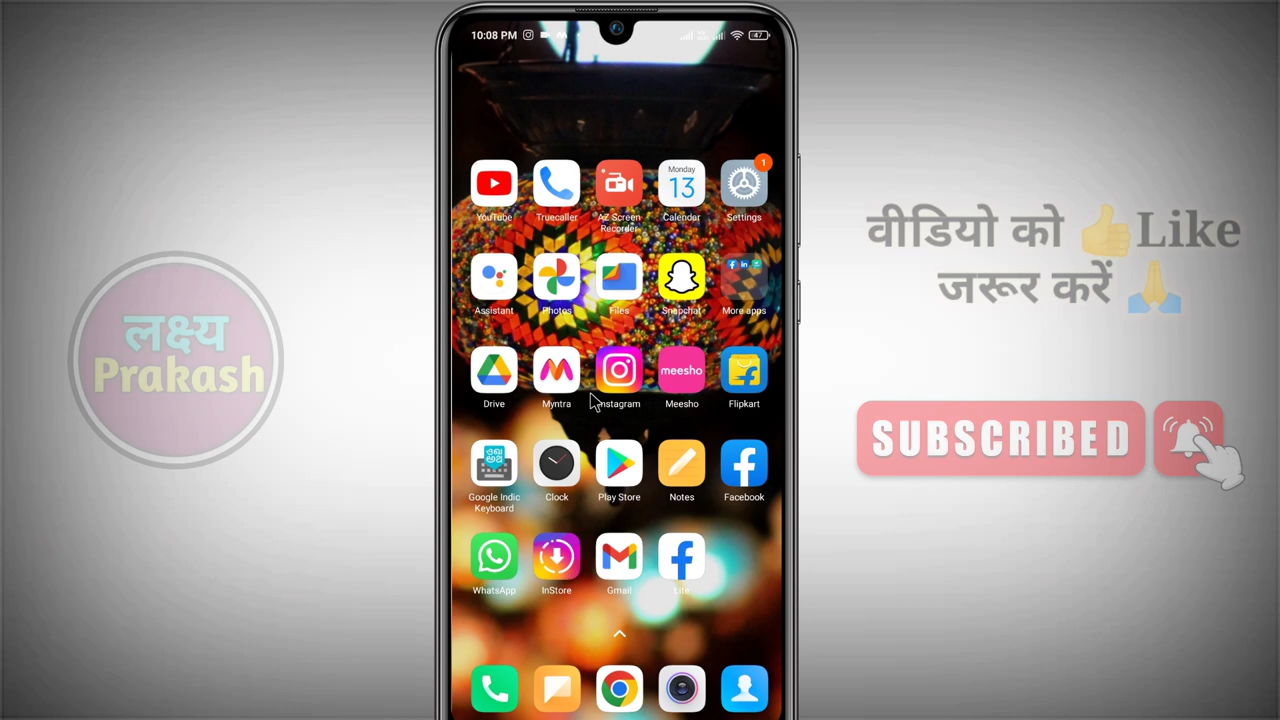 10:08 PM
47
Monday
13
1
YouTube
Truecaller
AZ Screen
Recorder
Calendar
Settings
Assistant
Photos
Files
Snapchat
More apps
meesho
Drive
Myntra
Instagram
Meesho
Flipkart
Google Indic
Keyboard
Clock
Play Store
Notes
Facebook
WhatsApp
InStore
Gmail
Lite
लक्ष्य
Prakash
वीडियो को 👍Like
जरूर करें 🙏
SUBSCRIBED